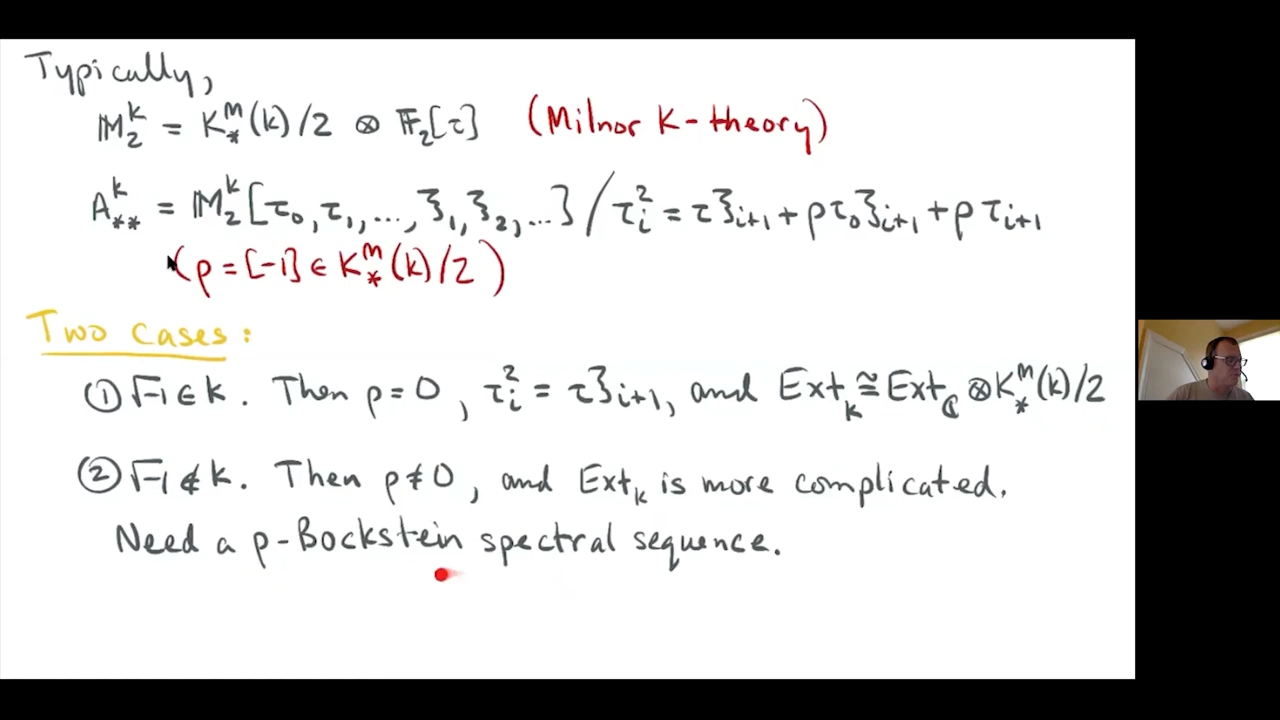 Typically,
𝕄₂ᵏ = K⁎ᴹ(k)/2 ⊗ 𝔽₂[τ] (Milnor K-theory)
A⁎⁎ᵏ = 𝕄₂ᵏ[τ₀, τ₁, ..., ξ₁, ξ₂, ...] / τᵢ² = τξᵢ₊₁ + ρτ₀ξᵢ₊₁ + ρτᵢ₊₁
(ρ = [-1] ∈ K⁎ᴹ(k)/2)
Two cases:
① √-1 ∈ k. Then ρ = 0, τᵢ² = τξᵢ₊₁, and Ext_k ≅ Ext_ℂ ⊗ K⁎ᴹ(k)/2
② √-1 ∉ k. Then ρ ≠ 0, and Ext_k is more complicated.
Need a ρ-Bockstein spectral sequence.